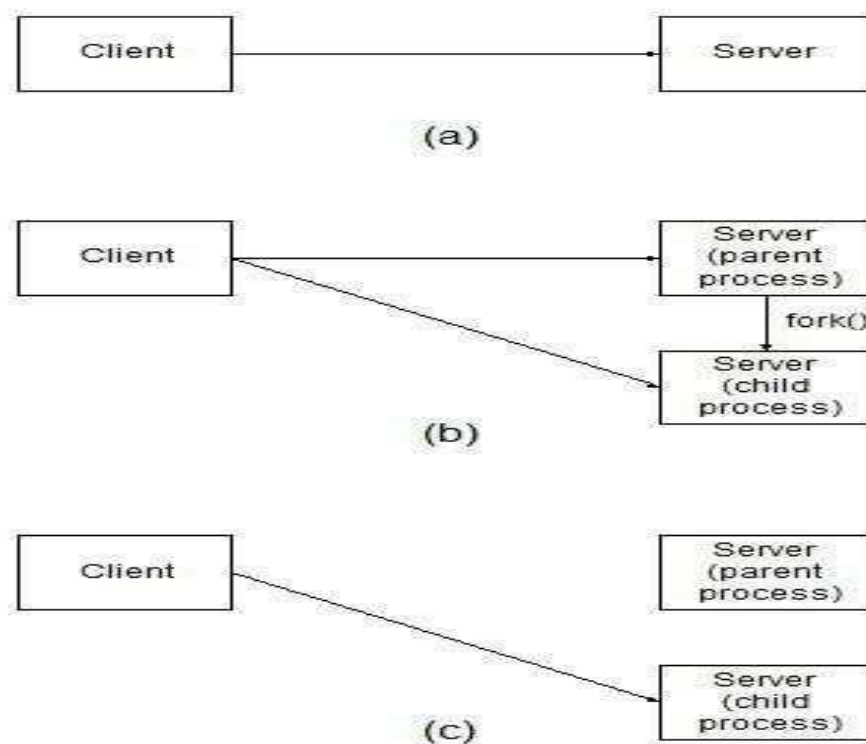 Client
Server
(a)
Client
Server
(parent
process)
fork()
Server
(child
process)
(b)
Client
Server
(parent
process)
Server
(child
process)
(c)